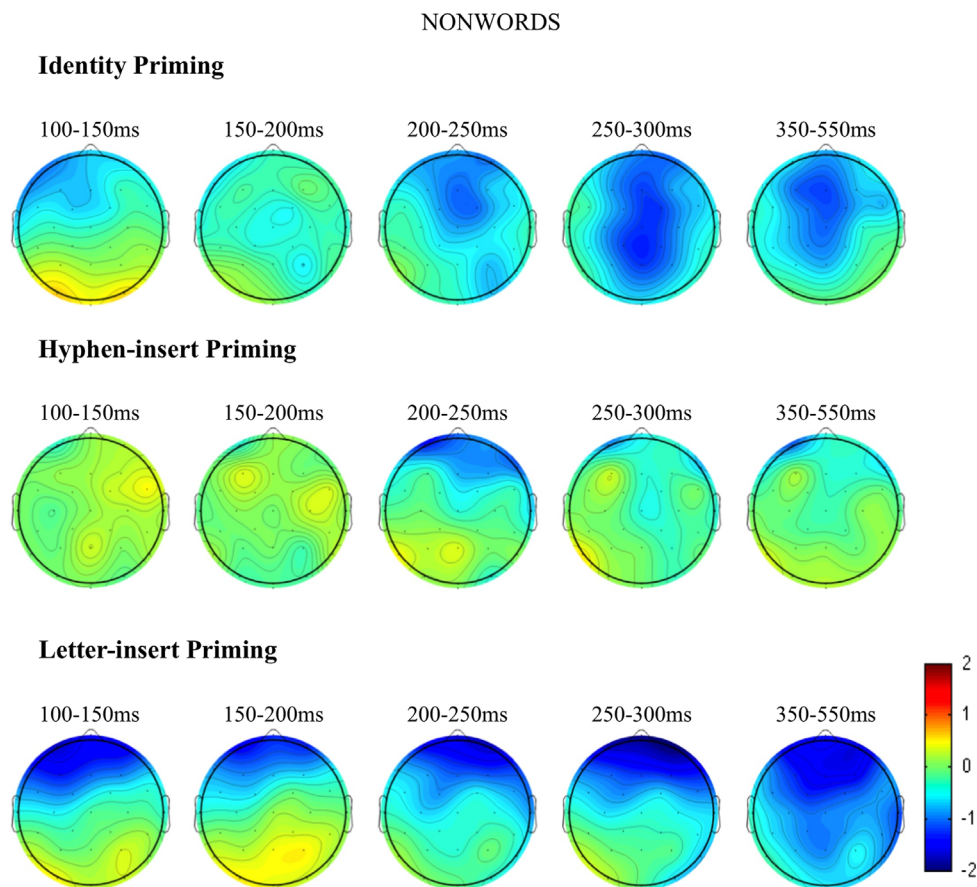 NONWORDS
Identity Priming
100-150ms 150-200ms 200-250ms 250-300ms 350-550ms
Hyphen-insert Priming
100-150ms 150-200ms 200-250ms 250-300ms 350-550ms
Letter-insert Priming
100-150ms 150-200ms 200-250ms 250-300ms 350-550ms
2
1
0
-1
-2